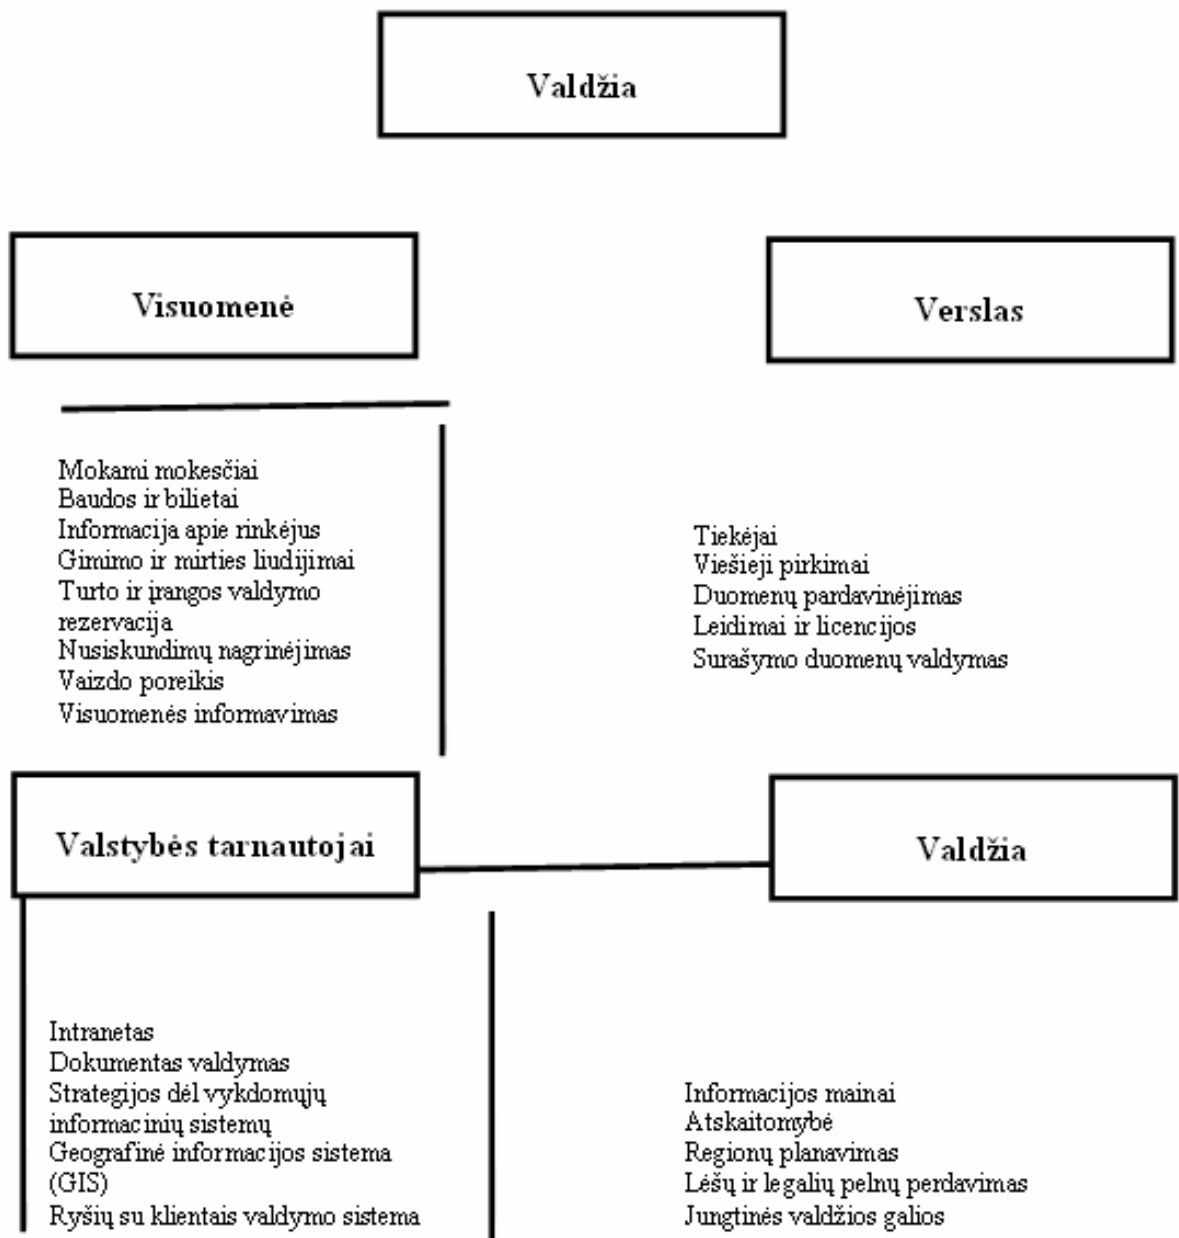 Valdžia
Visuomenė
Verslas
Mokami mokesčiai
Baudos ir bilietai
Informacija apie rinkėjus
Gimimo ir mirties liudijimai
Turto ir įrangos valdymo
rezervacija
Nusiskundimų nagrinėjimas
Vaizdo poreikis
Visuomenės informavimas
Tiekėjai
Viešieji pirkimai
Duomenų pardavinėjimas
Leidimai ir licencijos
Surašymo duomenų valdymas
Valstybės tarnautojai
Valdžia
Intranetas
Dokumentas valdymas
Strategijos dėl vykdomųjų
informacinių sistemų
Geografinė informacijos sistema
(GIS)
Ryšių su klientais valdymo sistema
Informacijos mainai
Atskaitomybė
Regionų planavimas
Lėšų ir legalių pelnų perdavimas
Jungtinės valdžios galios